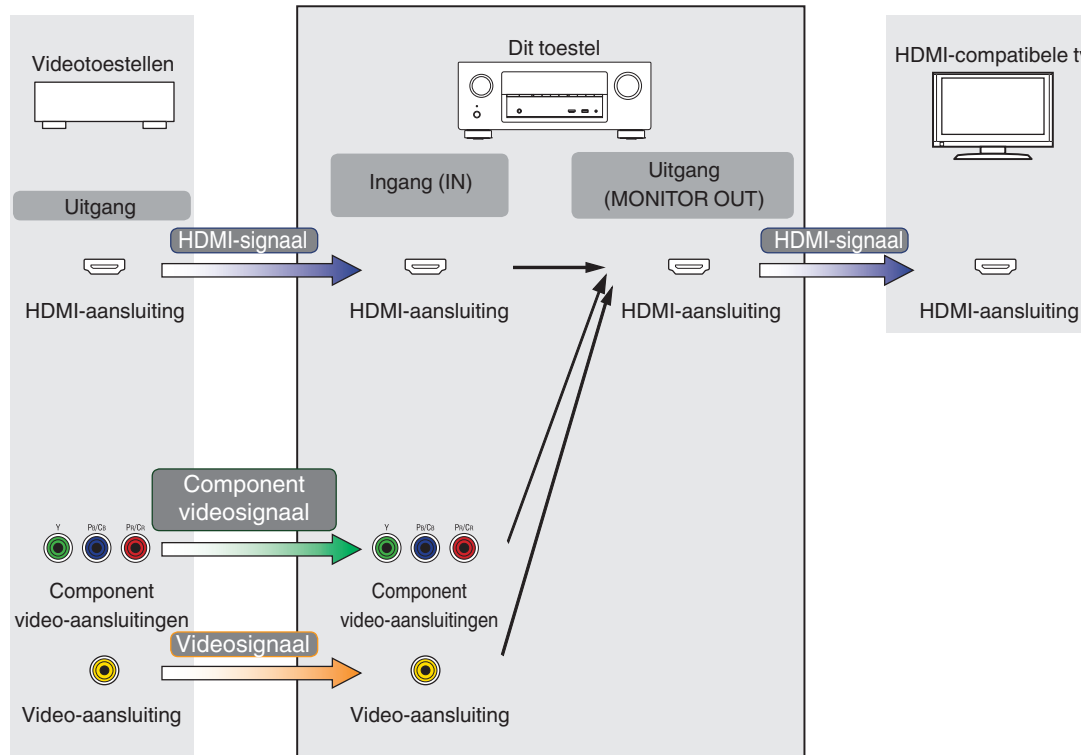 Videotoestellen
Dit toestel
HDMI-compatibele tv
Uitgang
Ingang (IN)
Uitgang
(MONITOR OUT)
HDMI-signaal
HDMI-signaal
HDMI-aansluiting
HDMI-aansluiting
HDMI-aansluiting
HDMI-aansluiting
Component
videosignaal
Y PB/CB PR/CR
Y PB/CB PR/CR
Component
video-aansluitingen
Component
video-aansluitingen
Videosignaal
Video-aansluiting
Video-aansluiting